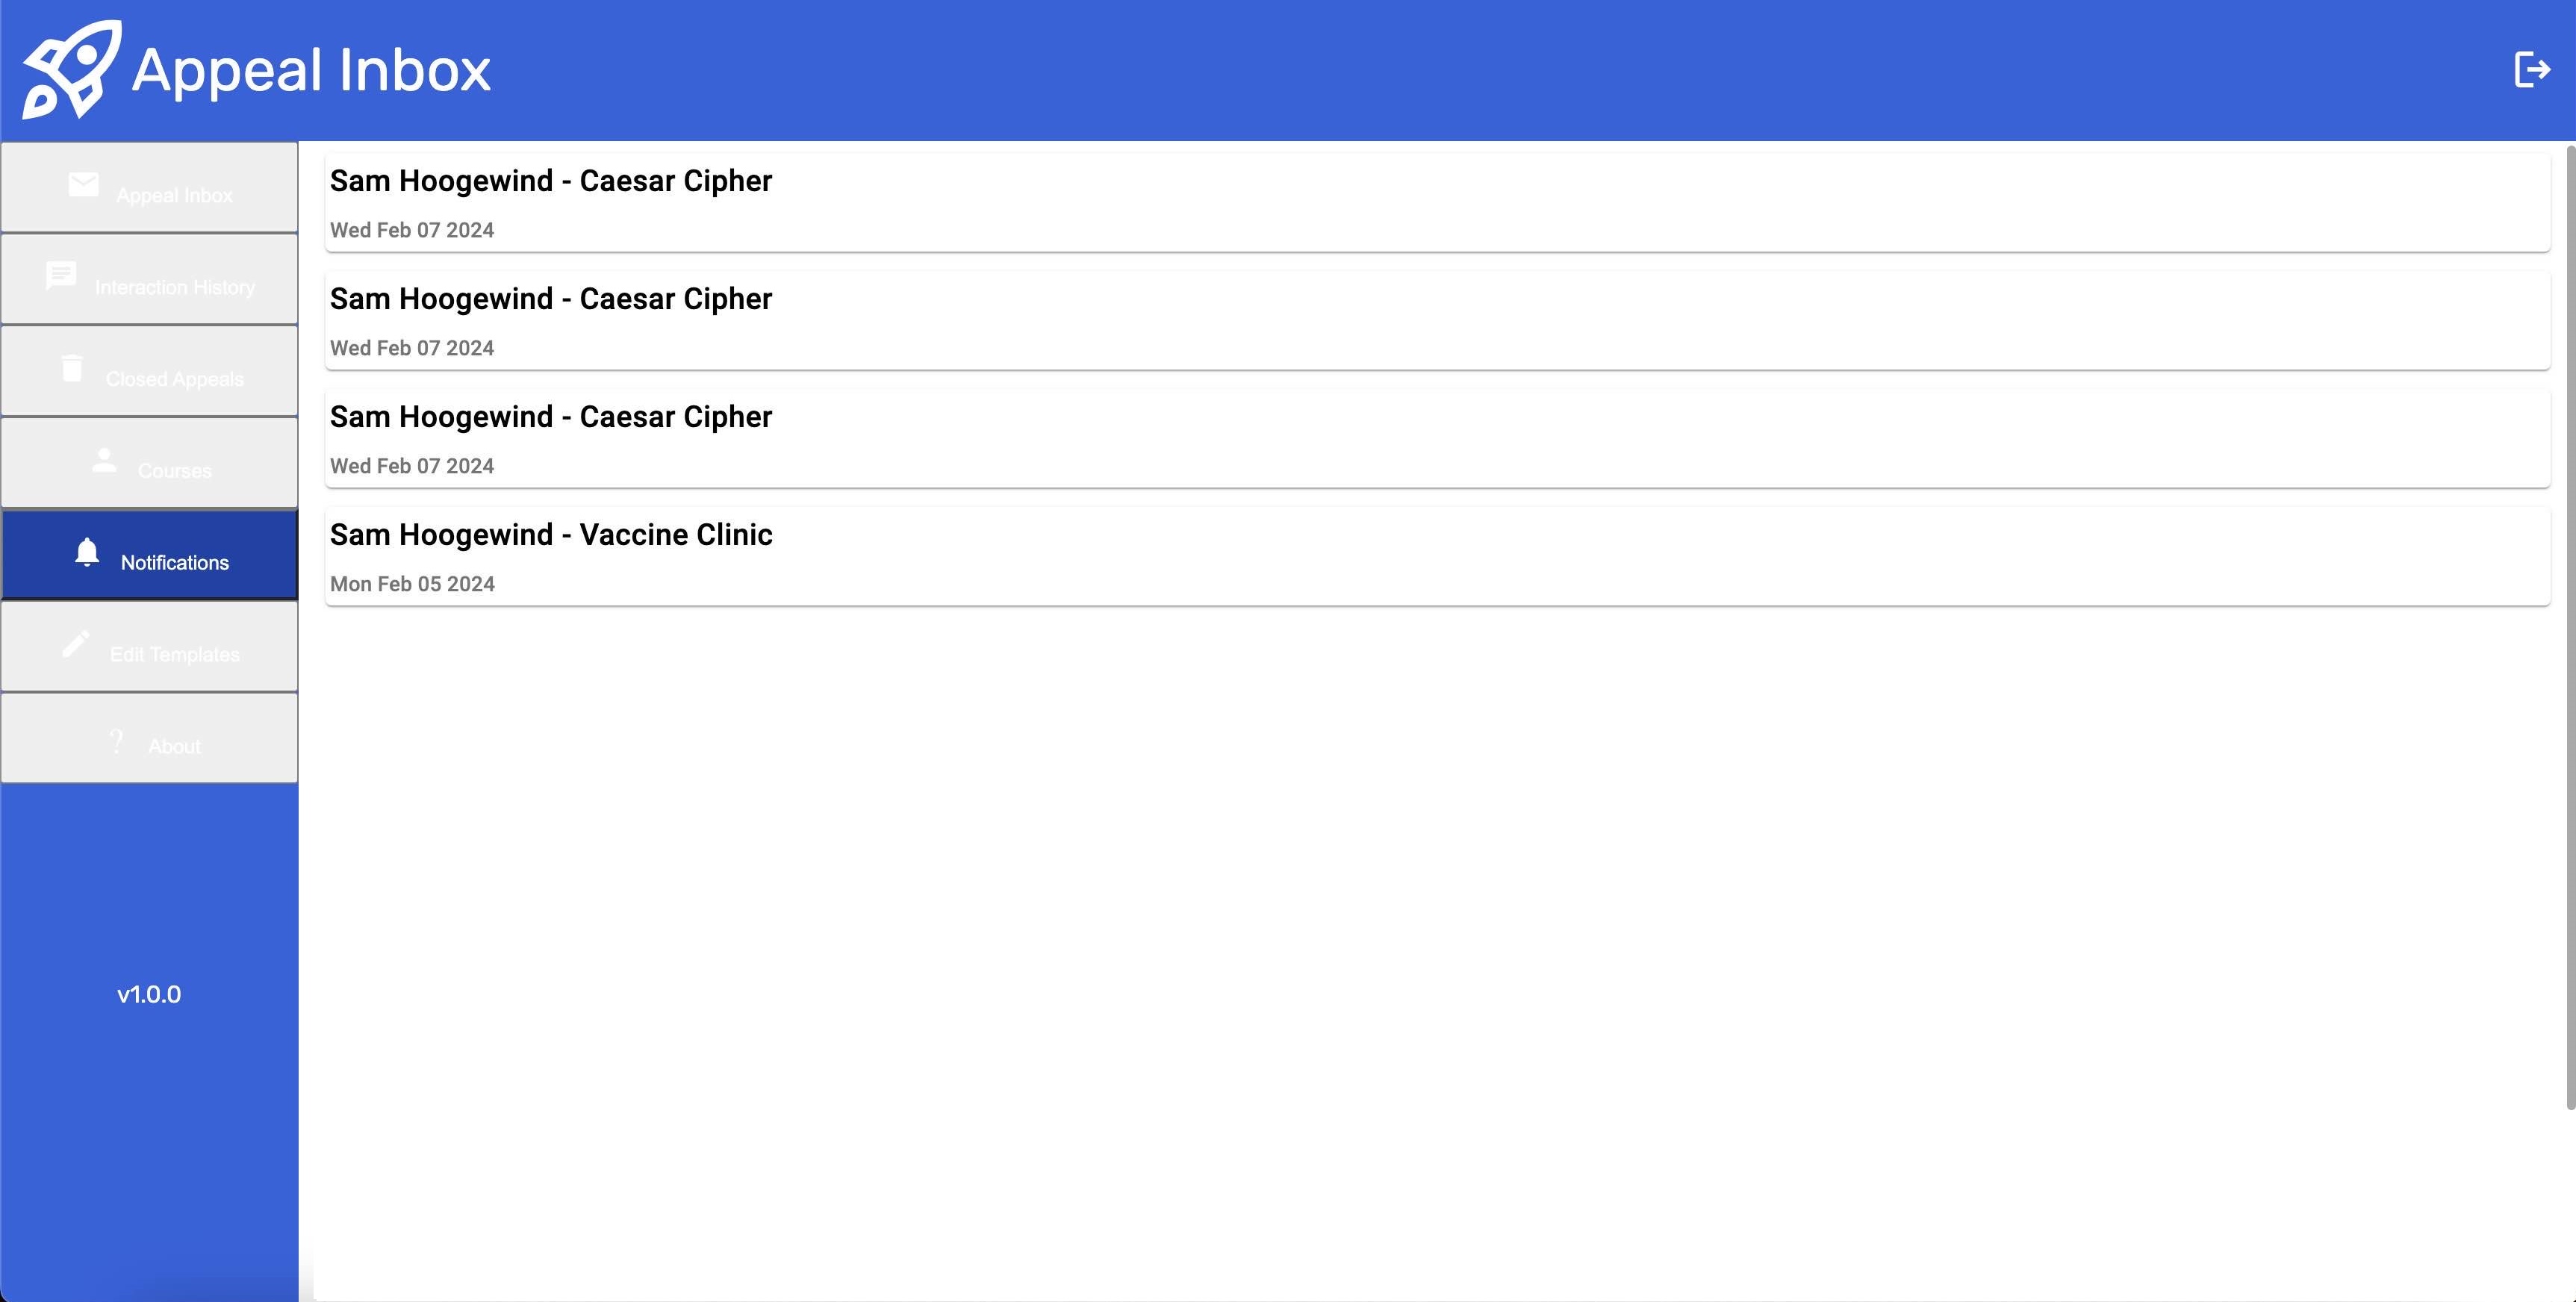 Appeal Inbox
Appeal Inbox
Interaction History
Closed Appeals
Courses
Notifications
Edit Templates
? About
v1.0.0
Sam Hoogewind - Caesar Cipher
Wed Feb 07 2024
Sam Hoogewind - Caesar Cipher
Wed Feb 07 2024
Sam Hoogewind - Caesar Cipher
Wed Feb 07 2024
Sam Hoogewind - Vaccine Clinic
Mon Feb 05 2024